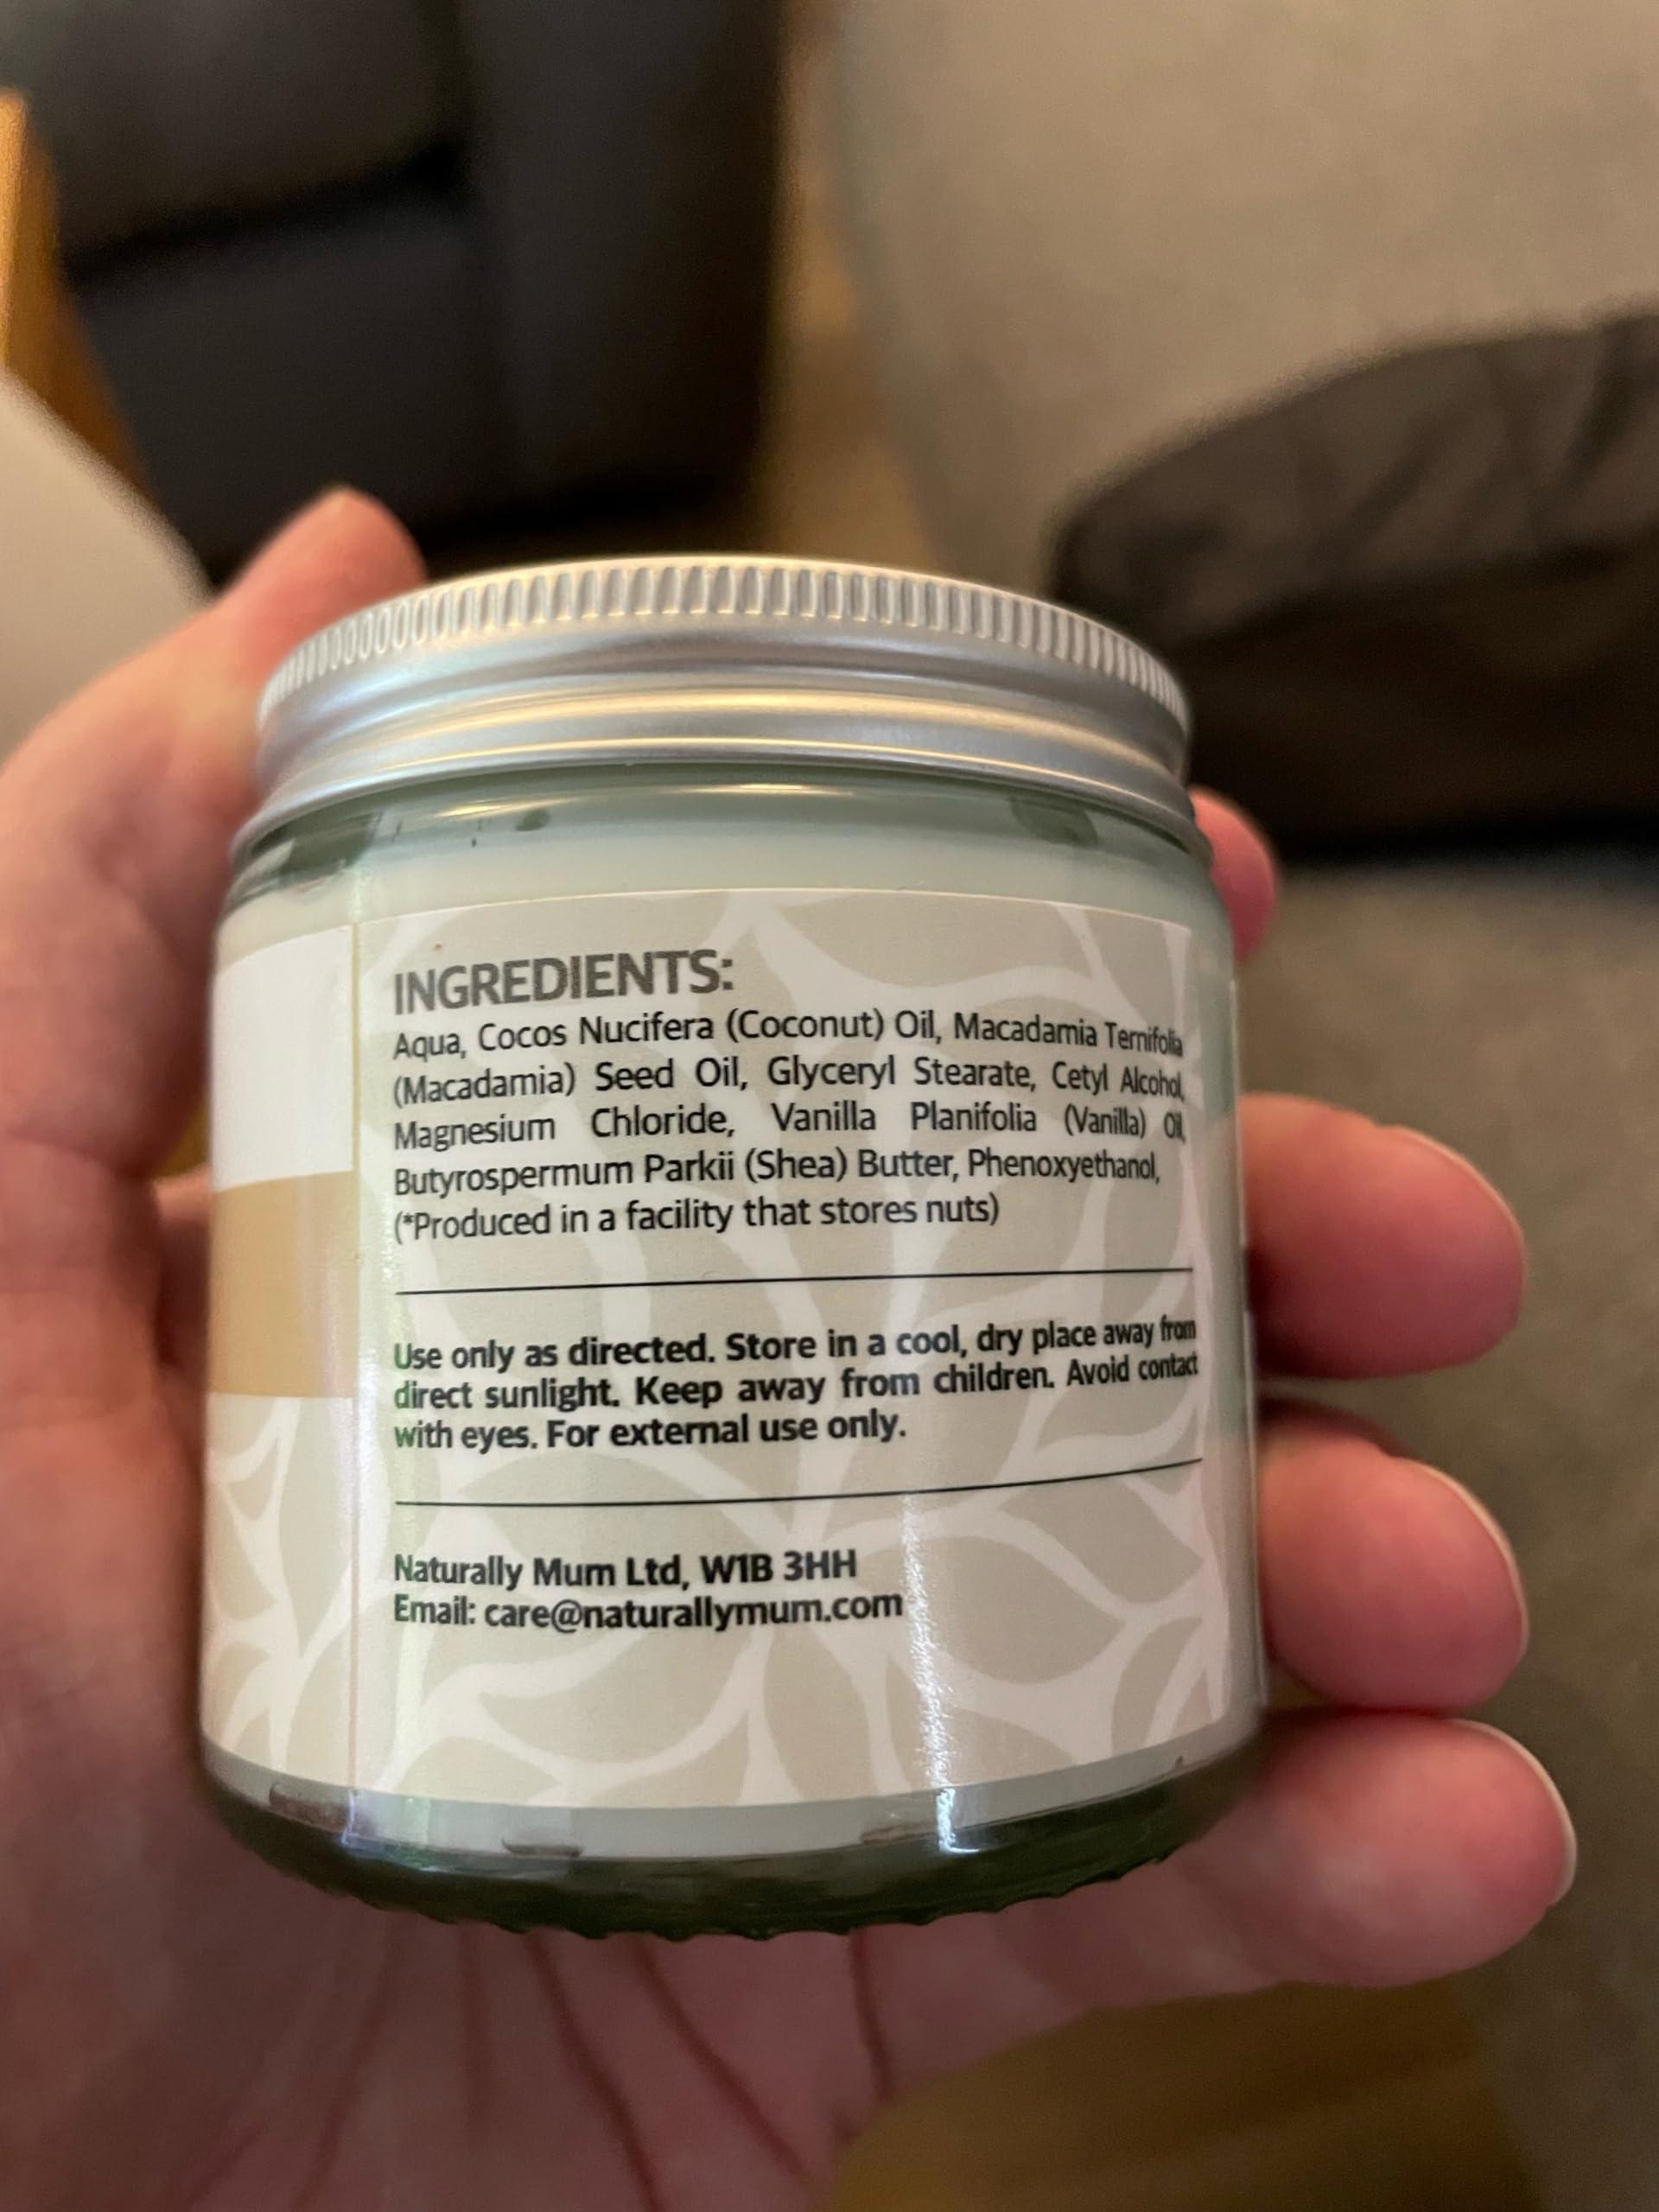 INGREDIENTS:
Aqua, Cocos Nucifera (Coconut) Oil, Macadamia Ternifolia
(Macadamia) Seed Oil, Glyceryl Stearate, Cetyl Alcohol,
Magnesium Chloride, Vanilla Planifolia (Vanilla) Oil,
Butyrospermum Parkii (Shea) Butter, Phenoxyethanol,
(*Produced in a facility that stores nuts)
Use only as directed. Store in a cool, dry place away from
direct sunlight. Keep away from children. Avoid contact
with eyes. For external use only.
Naturally Mum Ltd, W1B 3HH
Email: care@naturallymum.com